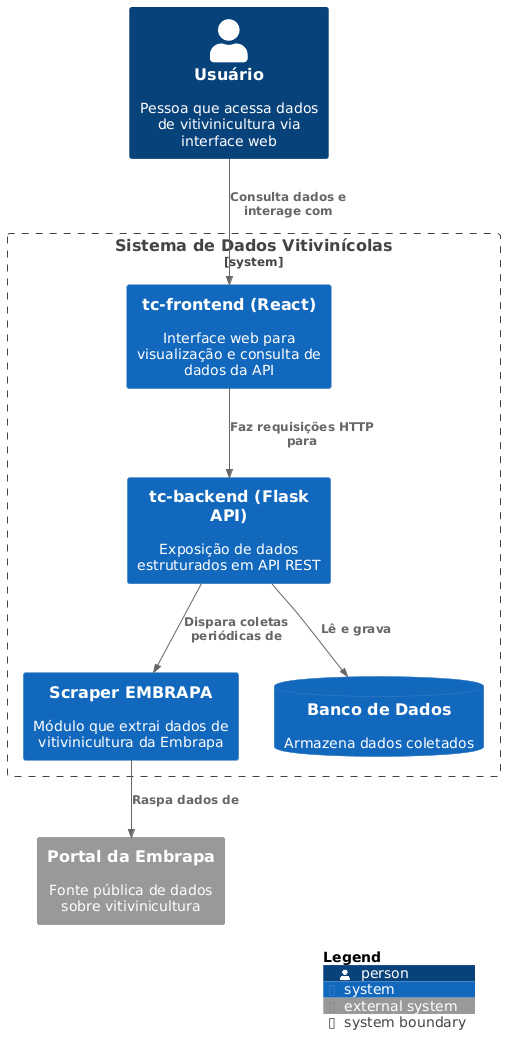 Usuário
Pessoa que acessa dados
de vitivinicultura via
interface web
Consulta dados e
interage com
Sistema de Dados Vitivinícolas
[system]
tc-frontend (React)
Interface web para
visualização e consulta de
dados da API
Faz requisições HTTP
para
tc-backend (Flask
API)
Exposição de dados
estruturados em API REST
Dispara coletas
periódicas de
Lê e grava
Scraper EMBRAPA
Módulo que extrai dados de
vitivinicultura da Embrapa
Banco de Dados
Armazena dados coletados
Raspa dados de
Portal da Embrapa
Fonte pública de dados
sobre vitivinicultura
Legend
person
system
external system
system boundary